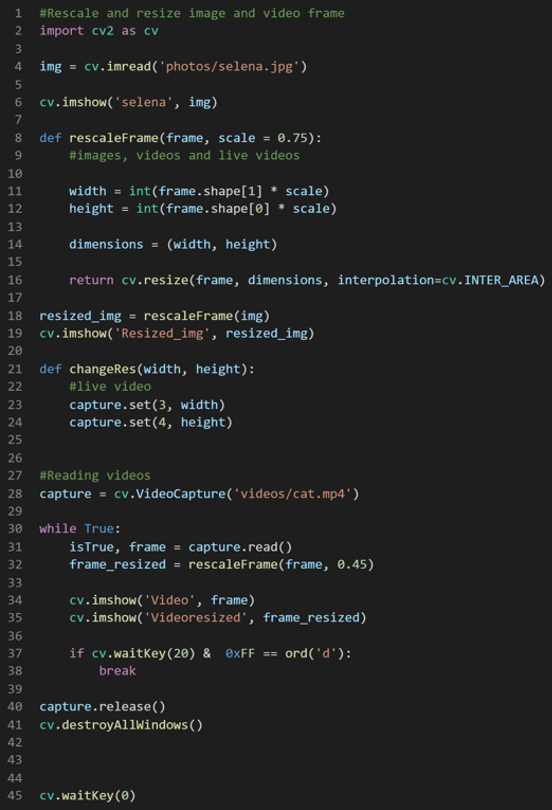 1 #Rescale and resize image and video frame
2 import cv2 as cv
3
4 img = cv.imread('photos/selena.jpg')
5
6 cv.imshow('selena', img)
7
8 def rescaleFrame(frame, scale = 0.75):
9     #images, videos and live videos
10
11     width = int(frame.shape[1] * scale)
12     height = int(frame.shape[0] * scale)
13
14     dimensions = (width, height)
15
16     return cv.resize(frame, dimensions, interpolation=cv.INTER_AREA)
17
18 resized_img = rescaleFrame(img)
19 cv.imshow('Resized_img', resized_img)
20
21 def changeRes(width, height):
22     #live video
23     capture.set(3, width)
24     capture.set(4, height)
25
26
27 #Reading videos
28 capture = cv.VideoCapture('videos/cat.mp4')
29
30 while True:
31     isTrue, frame = capture.read()
32     frame_resized = rescaleFrame(frame, 0.45)
33
34     cv.imshow('Video', frame)
35     cv.imshow('Videoresized', frame_resized)
36
37     if cv.waitKey(20) &  0xFF == ord('d'):
38         break
39
40 capture.release()
41 cv.destroyAllWindows()
42
43
44
45 cv.waitKey(0)